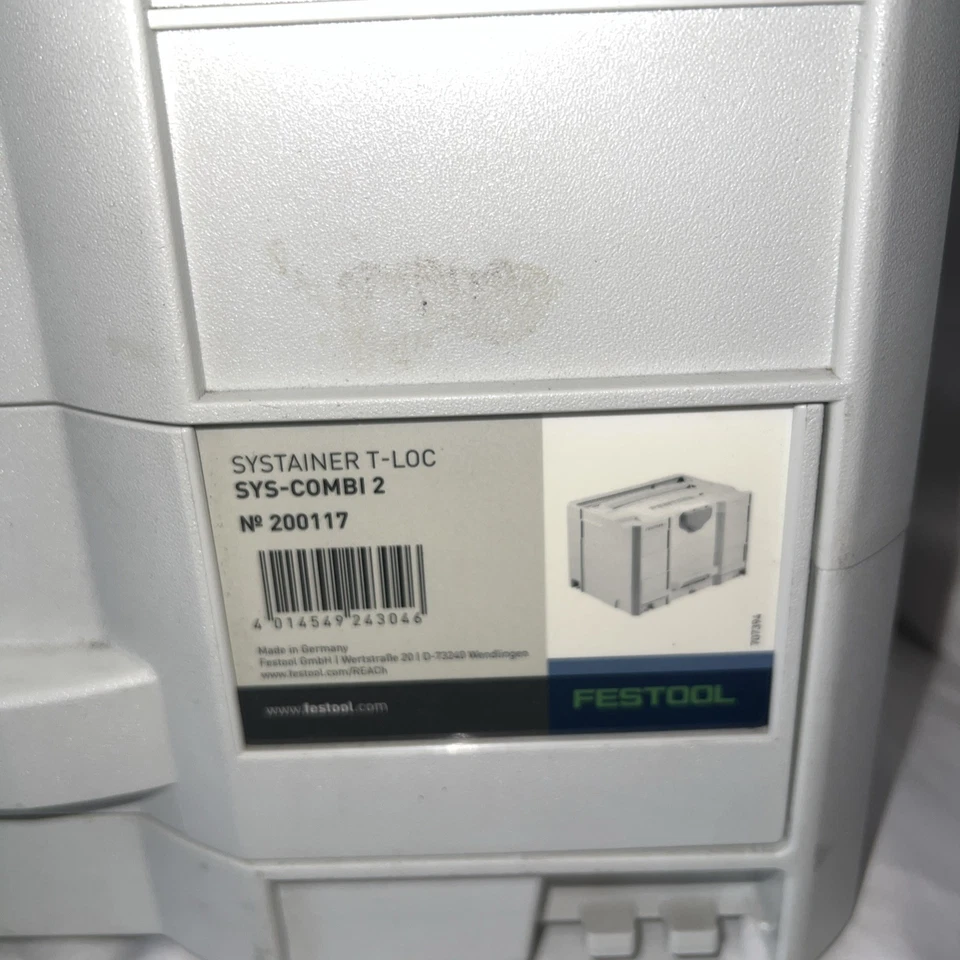 SYSTAINER T-LOC
SYS-COMBI 2
№ 200117
4 014549 243046
Made in Germany
Festool GmbH | Wertstraße 20 | D-73240 Wendlingen
www.festool.com/REACh
www.festool.com
707394
FESTOOL